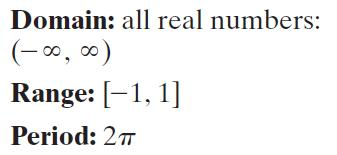 Domain: all real numbers:
(−∞, ∞)
Range: [−1, 1]
Period: 2π